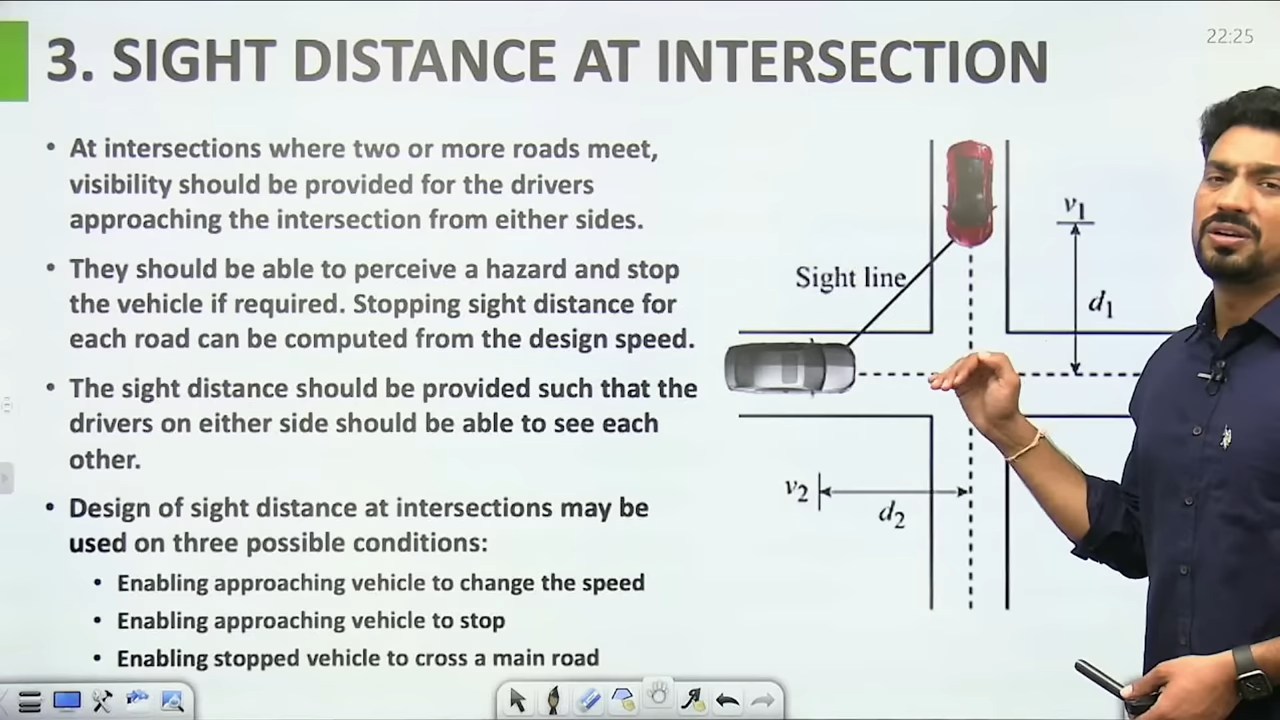 22:25
3. SIGHT DISTANCE AT INTERSECTION
• At intersections where two or more roads meet,
visibility should be provided for the drivers
approaching the intersection from either sides.
• They should be able to perceive a hazard and stop
the vehicle if required. Stopping sight distance for
each road can be computed from the design speed.
• The sight distance should be provided such that the
drivers on either side should be able to see each
other.
• Design of sight distance at intersections may be
used on three possible conditions:
• Enabling approaching vehicle to change the speed
• Enabling approaching vehicle to stop
• Enabling stopped vehicle to cross a main road
v1
Sight line
d1
v2
d2